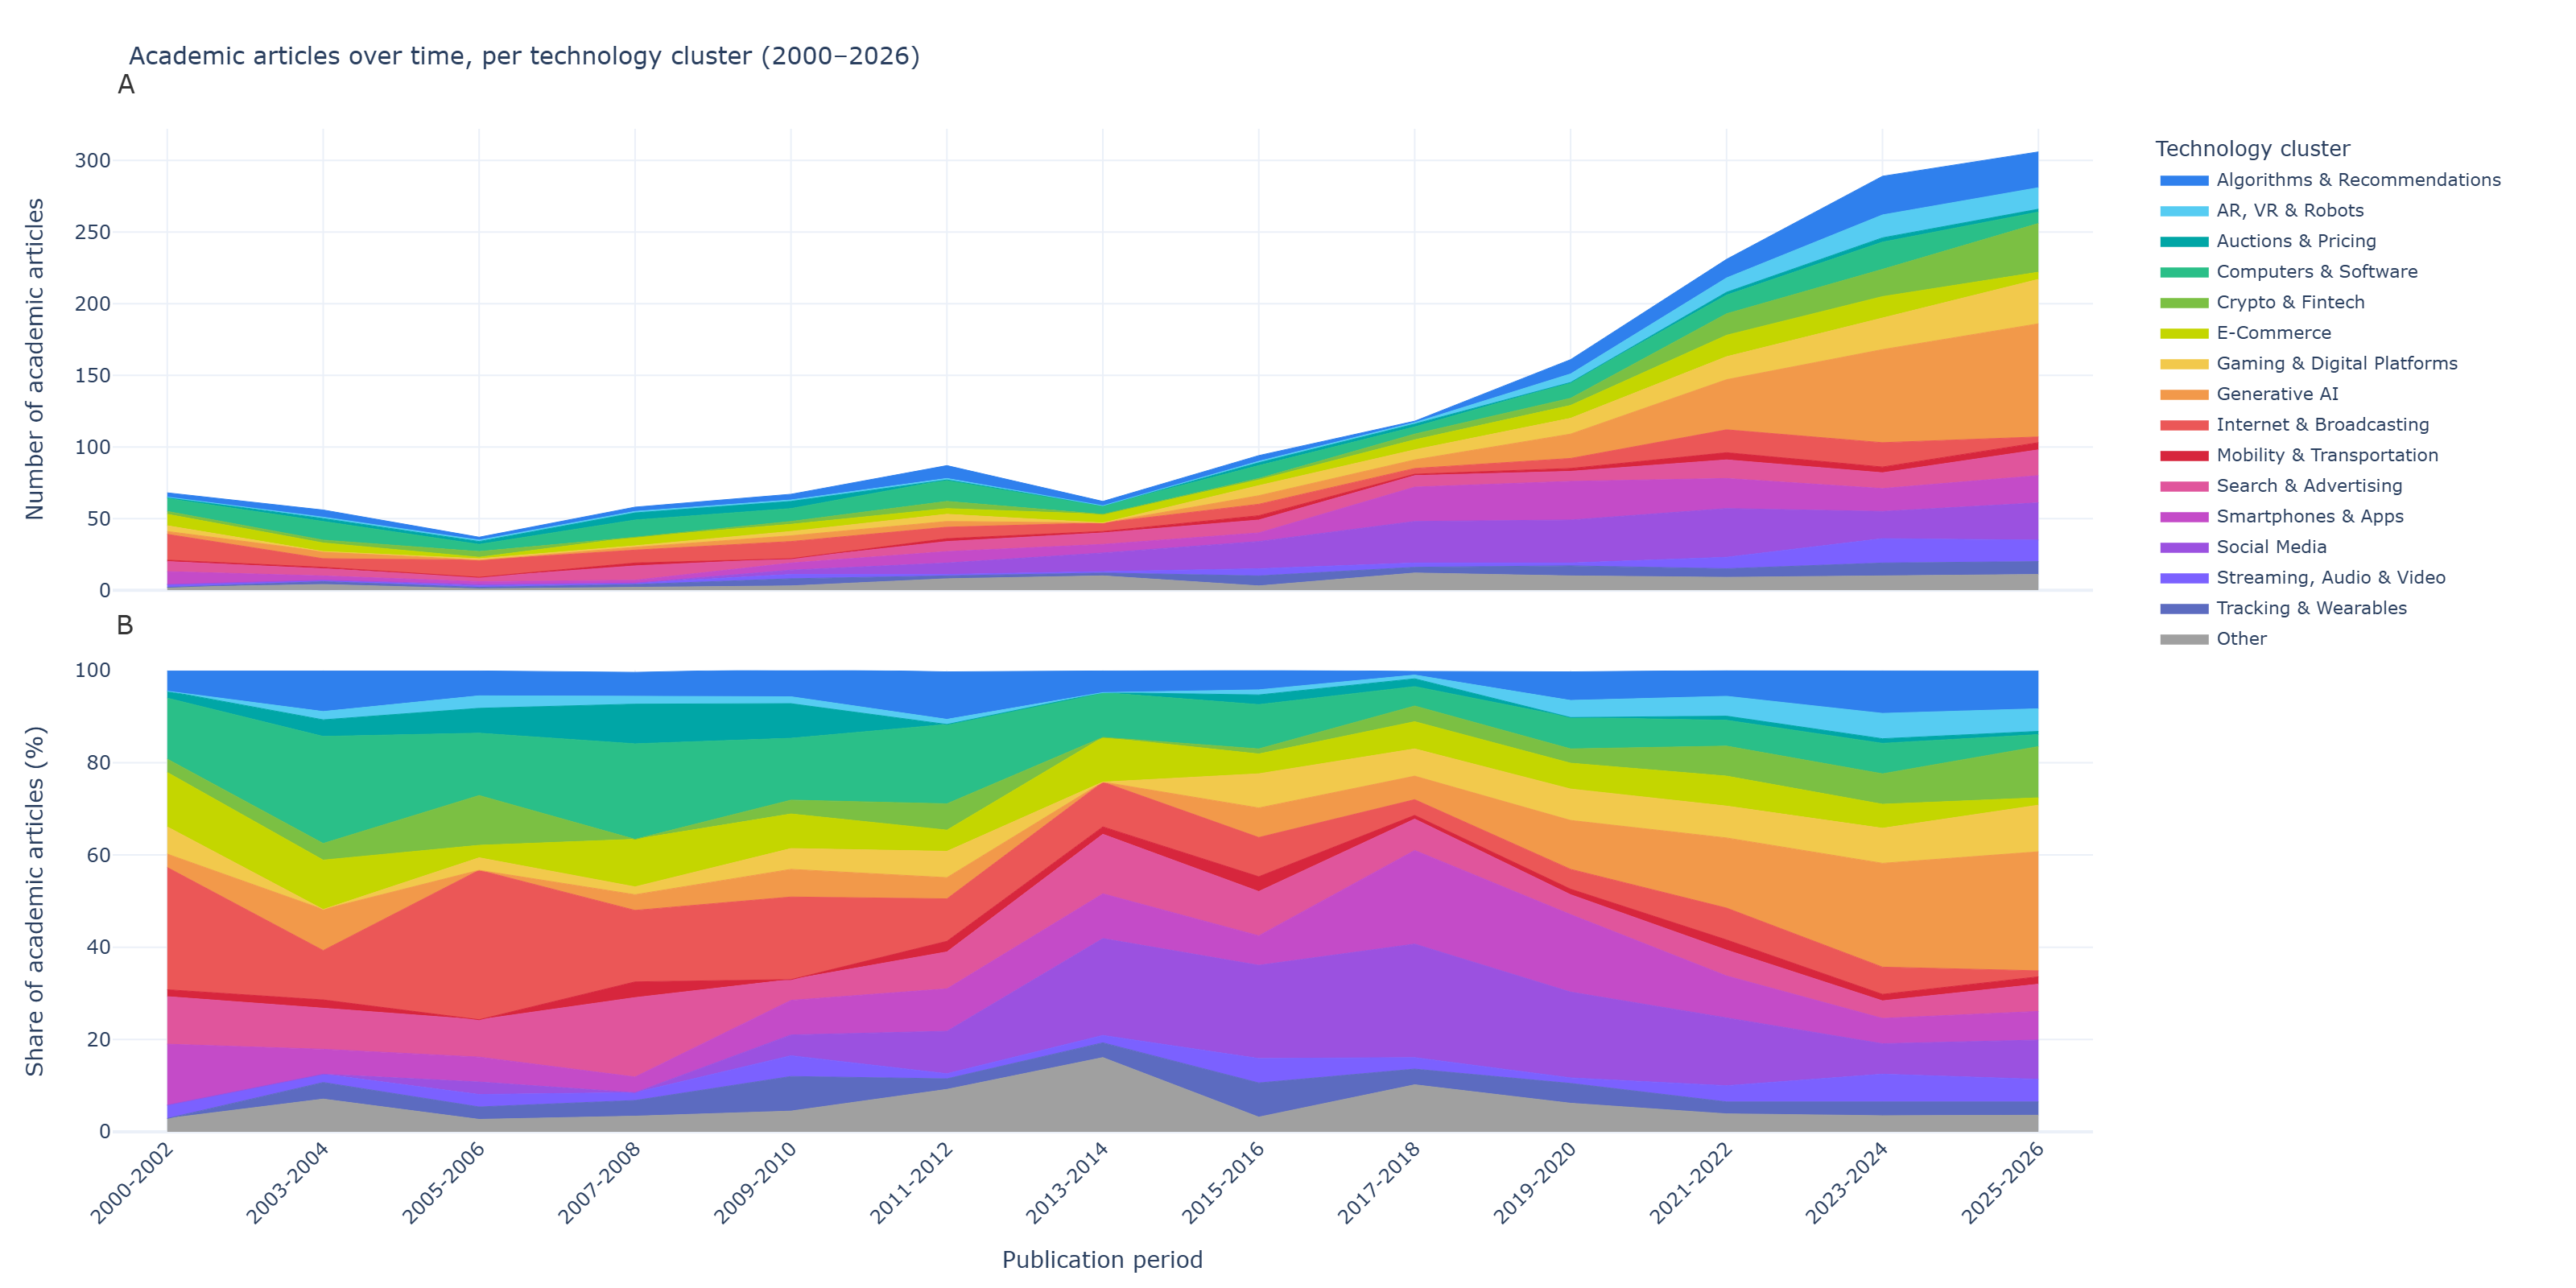 Academic articles over time, per technology cluster (2000–2026)
A
Number of academic articles
300
250
200
150
100
50
0
Technology cluster
Algorithms & Recommendations
AR, VR & Robots
Auctions & Pricing
Computers & Software
Crypto & Fintech
E-Commerce
Gaming & Digital Platforms
Generative AI
Internet & Broadcasting
Mobility & Transportation
Search & Advertising
Smartphones & Apps
Social Media
Streaming, Audio & Video
Tracking & Wearables
Other
B
Share of academic articles (%)
100
80
60
40
20
0
2000-2002
2003-2004
2005-2006
2007-2008
2009-2010
2011-2012
2013-2014
2015-2016
2017-2018
2019-2020
2021-2022
2023-2024
2025-2026
Publication period